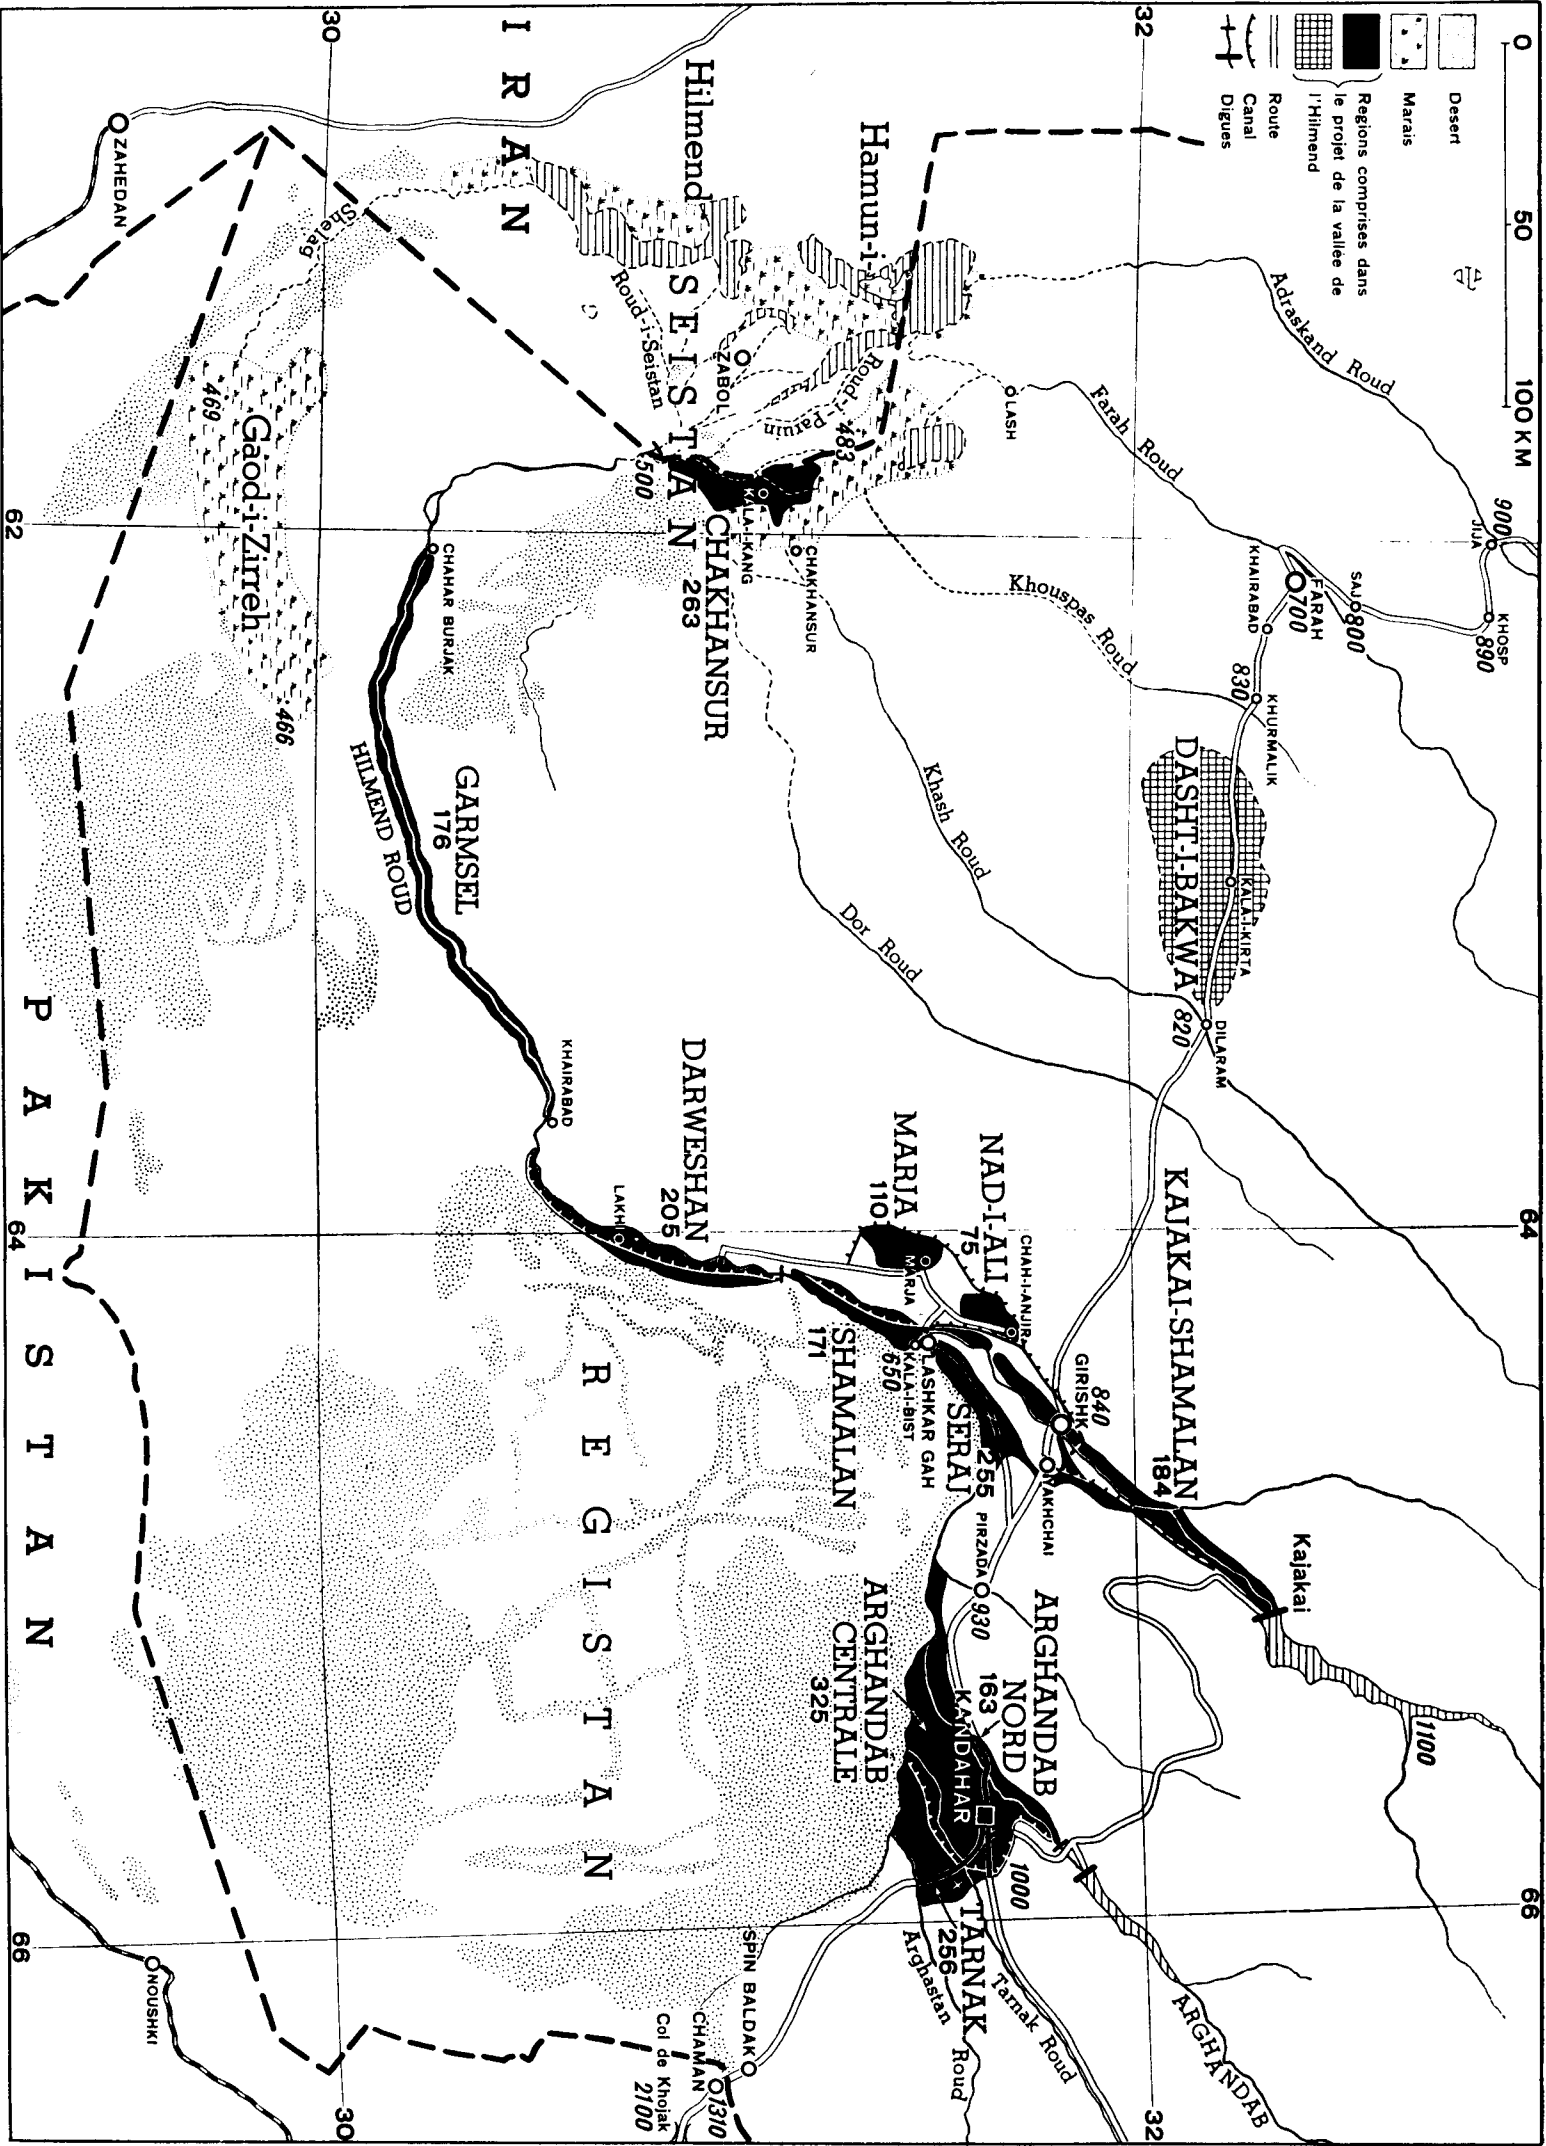 0
50
100 KM
Desert
Marais
Regions comprises dans
le projet de la vallée de
l'Hilmend
Route
Canal
Digues
64
66
32
32
30
30
62
64
66
IRAN
PAKISTAN
REGISTAN
SEISTAN
Hamun-i-
Hilmend
Adraskand Roud
Farah Roud
Khouspas Roud
Khash Roud
Dor Roud
900
JIJA
KHOSP
890
SAJ
800
FARAH
700
KHAIRABAD
KHURMALIK
830
DASHT-I-BAKWA
KALA-I-KIRTA
DILARAM
820
LASH
Roud-i-Paruin
483
ZABOL
Roud-i-Seistan
500
KALA-I-KANG
CHAKHANSUR
CHAKHANSUR
263
Shelag
ZAHEDAN
Gaod-i-Zirreh
469
466
CHAHAR BURJAK
GARMSEL
176
HILMEND ROUD
KHAIRABAD
DARWESHAN
205
LAKHI
MARJA
110
MARJA
NAD-I-ALI
75
CHAH-I-ANJIR
KAJAKAI-SHAMALAN
184
GIRISHK
840
YAKHCHAI
Kajakai
1100
SHAMALAN
171
LASHKAR GAH
KALA-I-BIST
650
SERAJ
255
PIRZADA
930
ARGHANDAB
NORD
163
KANDAHAR
ARGHANDAB
CENTRALE
325
1000
TARNAK
256
Tarnak Roud
Arghastan Roud
ARGHANDAB
SPIN BALDAK
CHAMAN
1310
Col de Khojak
2100
NOUSHKI